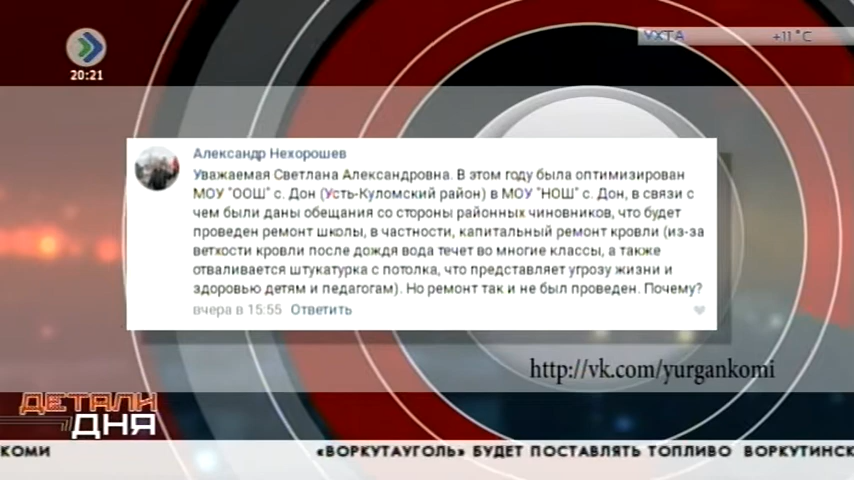 20:21
УХТА +11°C
Александр Нехорошев
Уважаемая Светлана Александровна. В этом году была оптимизирован
МОУ "ООШ" с. Дон (Усть-Куломский район) в МОУ "НОШ" с. Дон, в связи с
чем были даны обещания со стороны районных чиновников, что будет
проведен ремонт школы, в частности, капитальный ремонт кровли (из-за
ветхости кровли после дождя вода течет во многие классы, а также
отваливается штукатурка с потолка, что представляет угрозу жизни и
здоровью детям и педагогам). Но ремонт так и не был проведен. Почему?
вчера в 15:55 Ответить
http://vk.com/yurgankomi
ДЕТАЛИ
ДНЯ
КОМИ «ВОРКУТАУГОЛЬ» БУДЕТ ПОСТАВЛЯТЬ ТОПЛИВО ВОРКУТИНСК